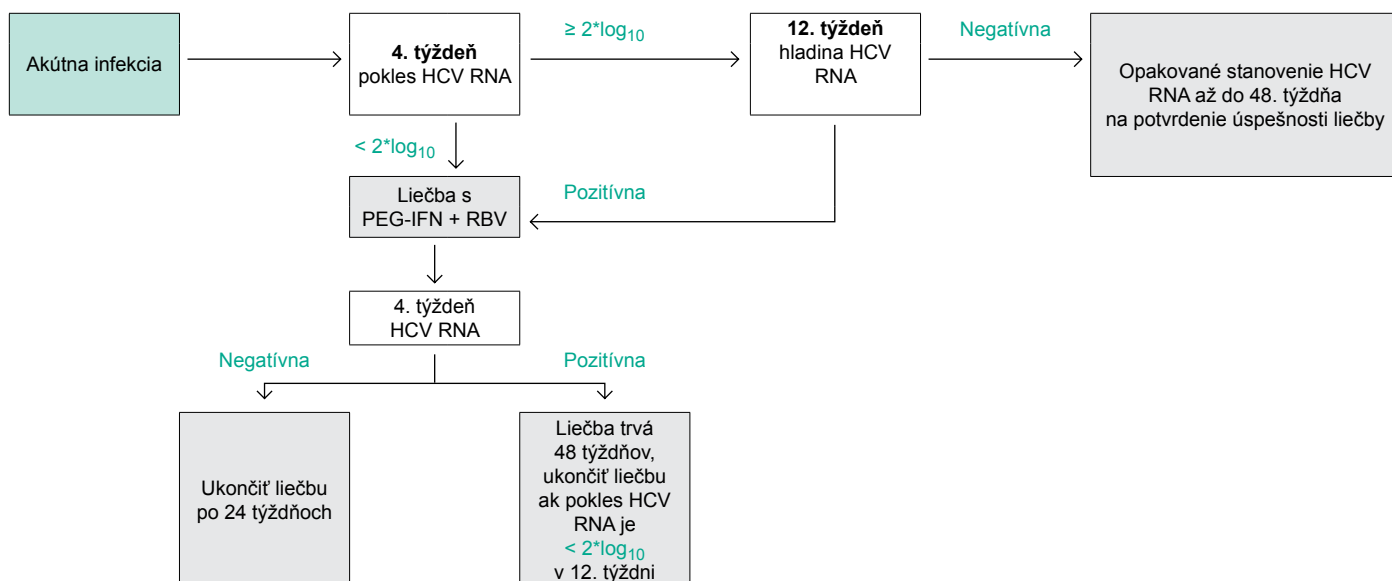 Akútna infekcia
4. týždeň
pokles HCV RNA
≥ 2*log10
12. týždeň
hladina HCV
RNA
Negatívna
Opakované stanovenie HCV
RNA až do 48. týždňa
na potvrdenie úspešnosti liečby
< 2*log10
Liečba s
PEG-IFN + RBV
Pozitívna
4. týždeň
HCV RNA
Negatívna
Pozitívna
Ukončiť liečbu
po 24 týždňoch
Liečba trvá
48 týždňov,
ukončiť liečbu
ak pokles HCV
RNA je
< 2*log10
v 12. týždni